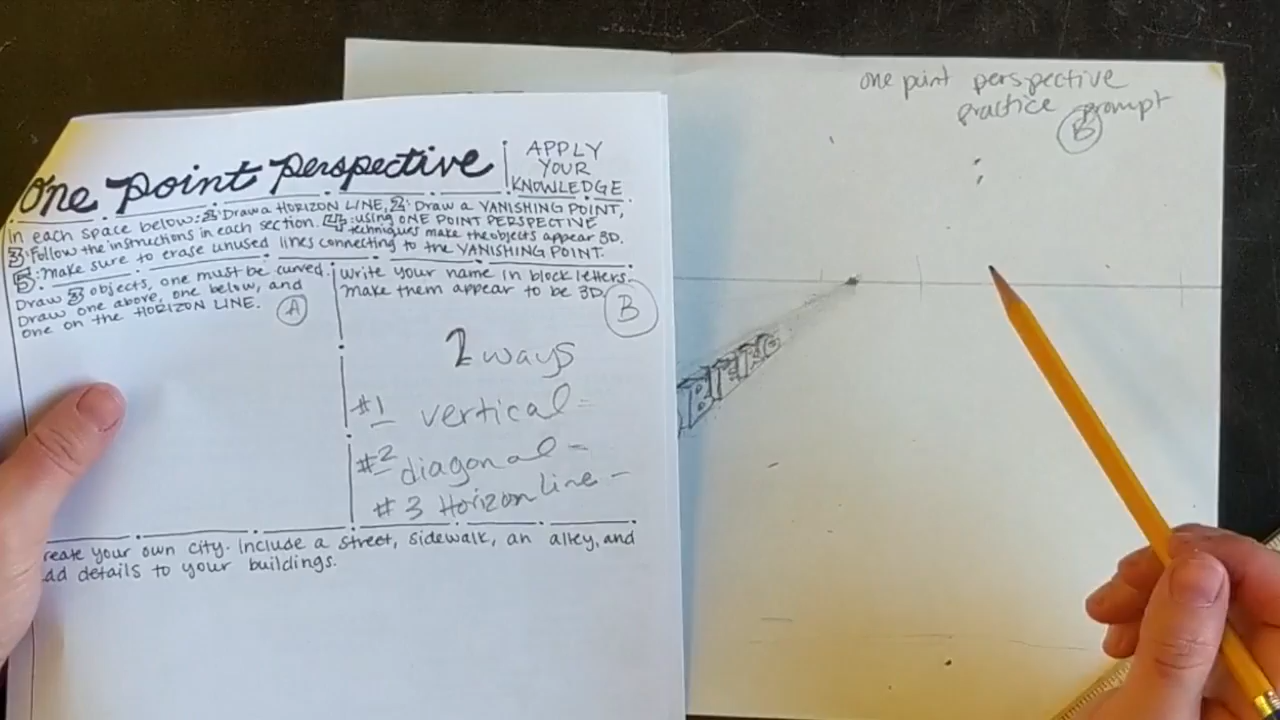 One Point Perspective
APPLY
YOUR
KNOWLEDGE
In each space below: Draw a HORIZON LINE, 2: Draw a VANISHING POINT,
3: Follow the instructions in each section. 4: using ONE POINT PERSPECTIVE
techniques make the objects appear 3D.
5: Make sure to erase unused lines connecting to the VANISHING POINT.
Draw 3 objects, one must be curved.
Draw one above, one below, and
one on the HORIZON LINE.
A
Write your name in block letters.
Make them appear to be 3D.
B
2 ways
#1 vertical -
#2 diagonal -
#3 Horizon line -
reate your own city. Include a street, sidewalk, an alley, and
dd details to your buildings.
one point perspective
practice prompt
B